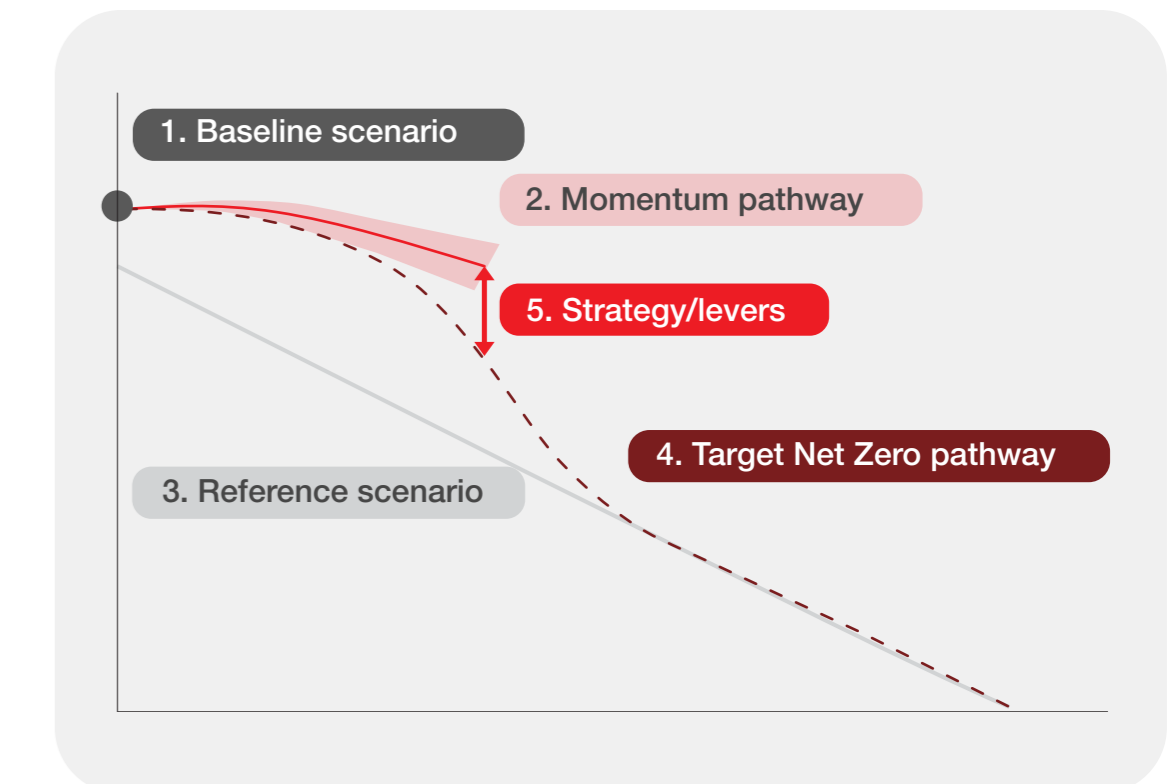 1. Baseline scenario
2. Momentum pathway
5. Strategy/levers
4. Target Net Zero pathway
3. Reference scenario